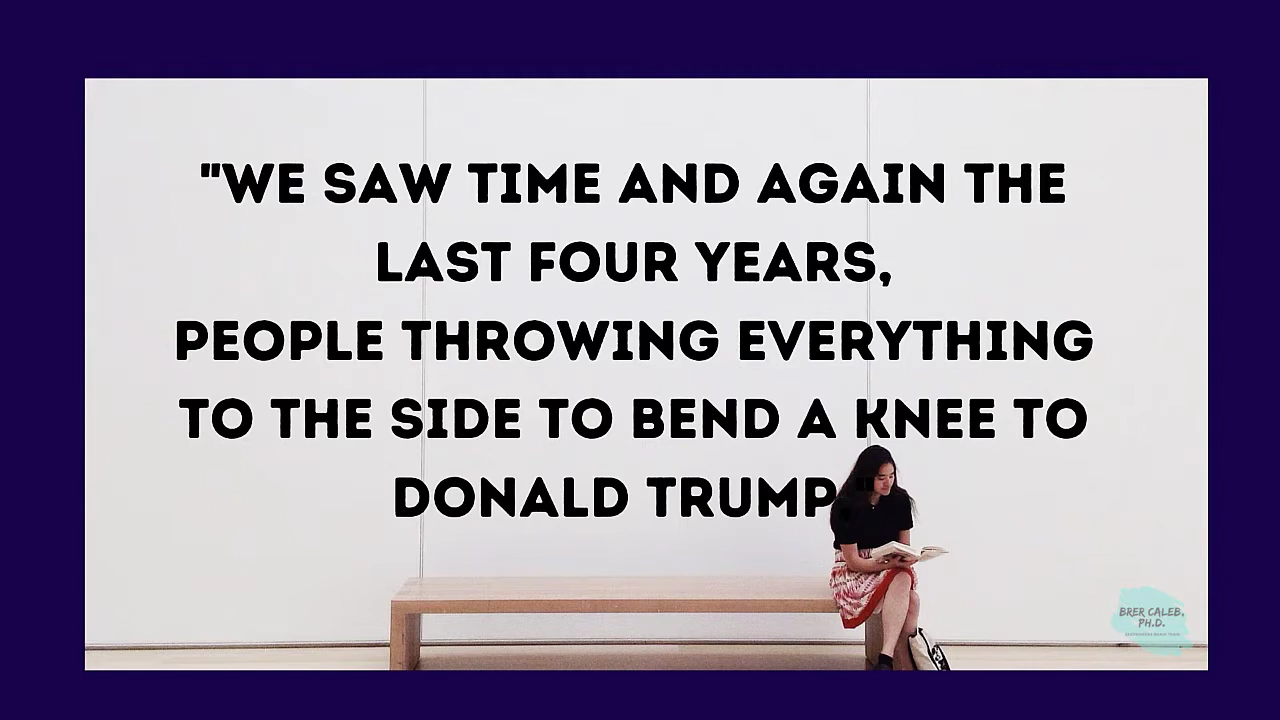 "WE SAW TIME AND AGAIN THE
LAST FOUR YEARS,
PEOPLE THROWING EVERYTHING
TO THE SIDE TO BEND A KNEE TO
DONALD TRUMP."
BRER CALEB,
PH.D.